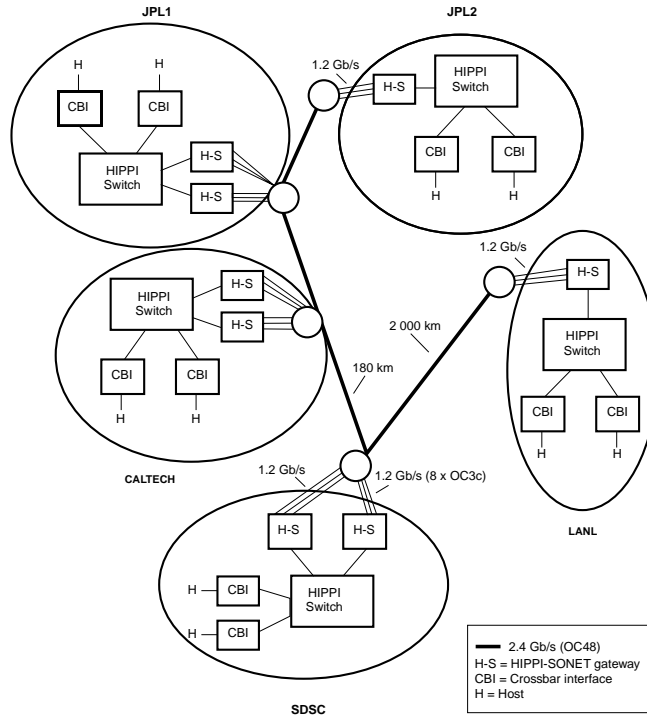 JPL1
JPL2
H
H
CBI
CBI
HIPPI
Switch
H-S
H-S
1.2 Gb/s
H-S
HIPPI
Switch
CBI
CBI
H
H
HIPPI
Switch
H-S
H-S
CBI
CBI
H
H
CALTECH
180 km
2 000 km
1.2 Gb/s
H-S
HIPPI
Switch
CBI
CBI
H
H
LANL
1.2 Gb/s
1.2 Gb/s (8 x OC3c)
H-S
H-S
H
CBI
H
CBI
HIPPI
Switch
SDSC
2.4 Gb/s (OC48)
H-S = HIPPI-SONET gateway
CBI = Crossbar interface
H = Host